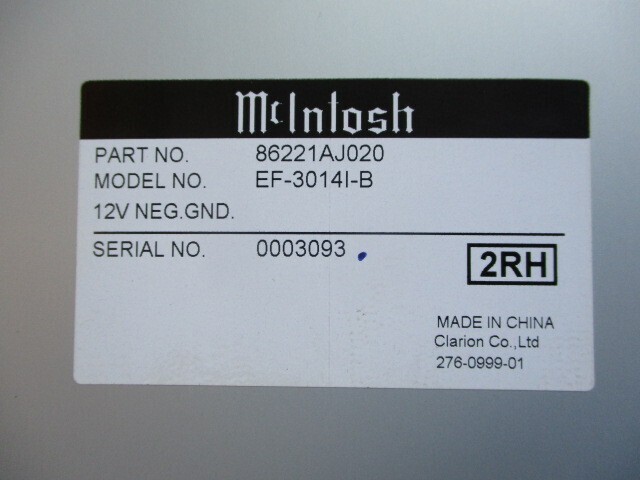 McIntosh
PART NO. 86221AJ020
MODEL NO. EF-3014I-B
12V NEG.GND.
SERIAL NO. 0003093
2RH
MADE IN CHINA
Clarion Co.,Ltd
276-0999-01